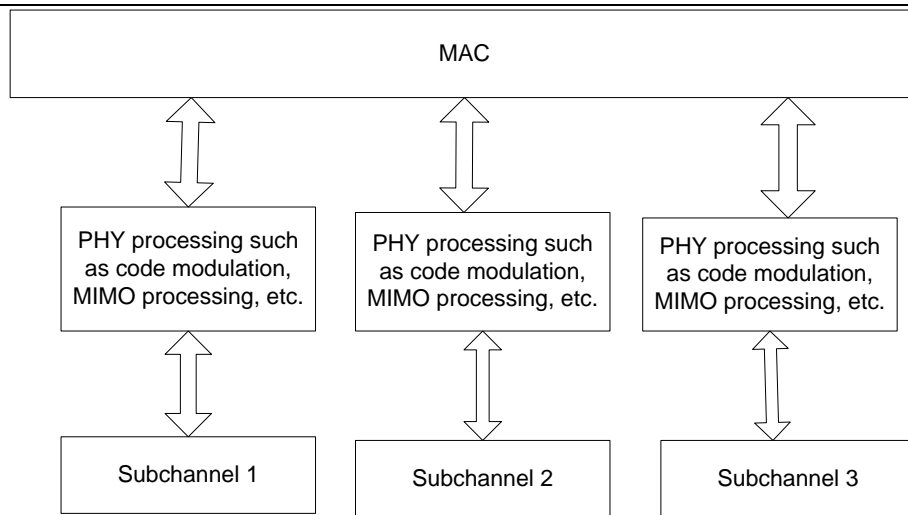 MAC
PHY processing such
as code modulation,
MIMO processing, etc.
PHY processing such
as code modulation,
MIMO processing, etc.
PHY processing such
as code modulation,
MIMO processing, etc.
Subchannel 1
Subchannel 2
Subchannel 3